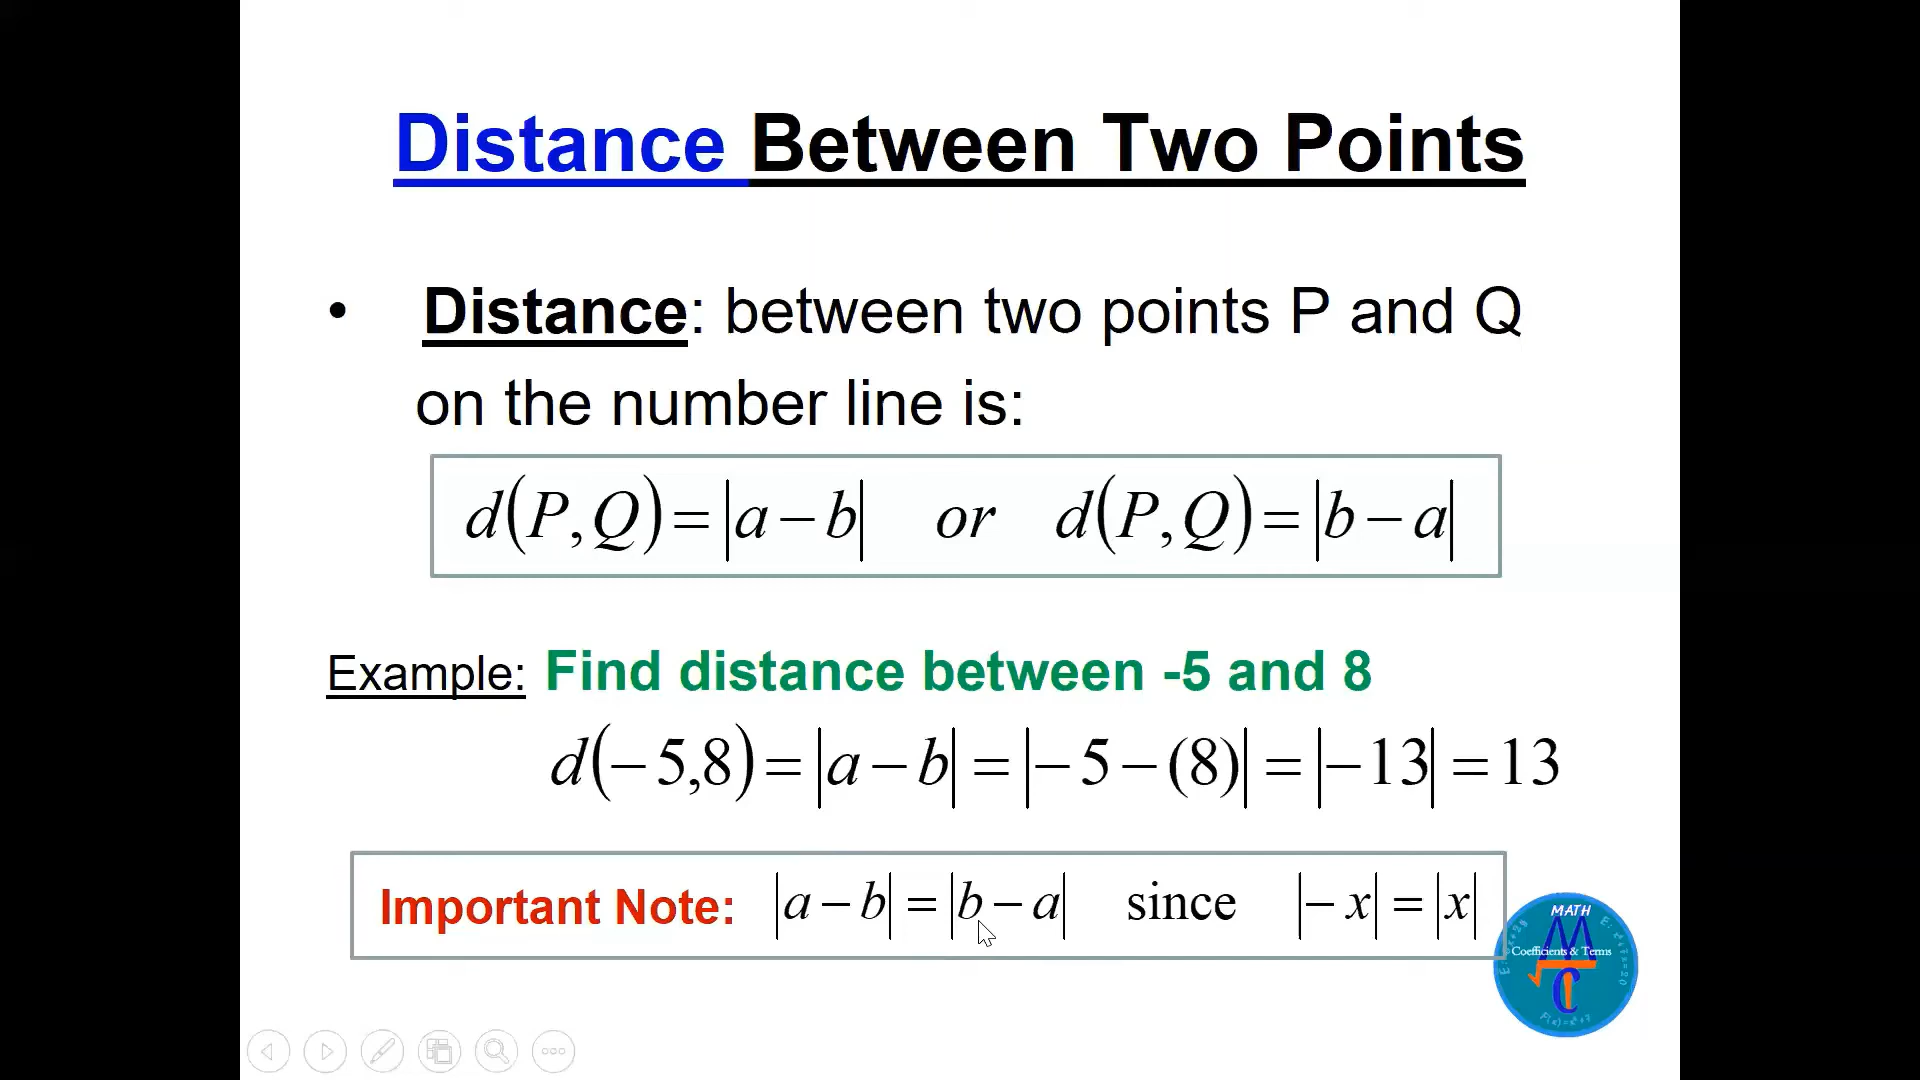 Distance Between Two Points
• Distance: between two points P and Q
on the number line is:
d(P,Q)=|a−b| or d(P,Q)=|b−a|
Example: Find distance between -5 and 8
d(−5,8)=|a−b|=|−5−(8)|=|−13|=13
Important Note: |a−b|=|b−a| since |−x|=|x|
MATH
Coefficients & Terms